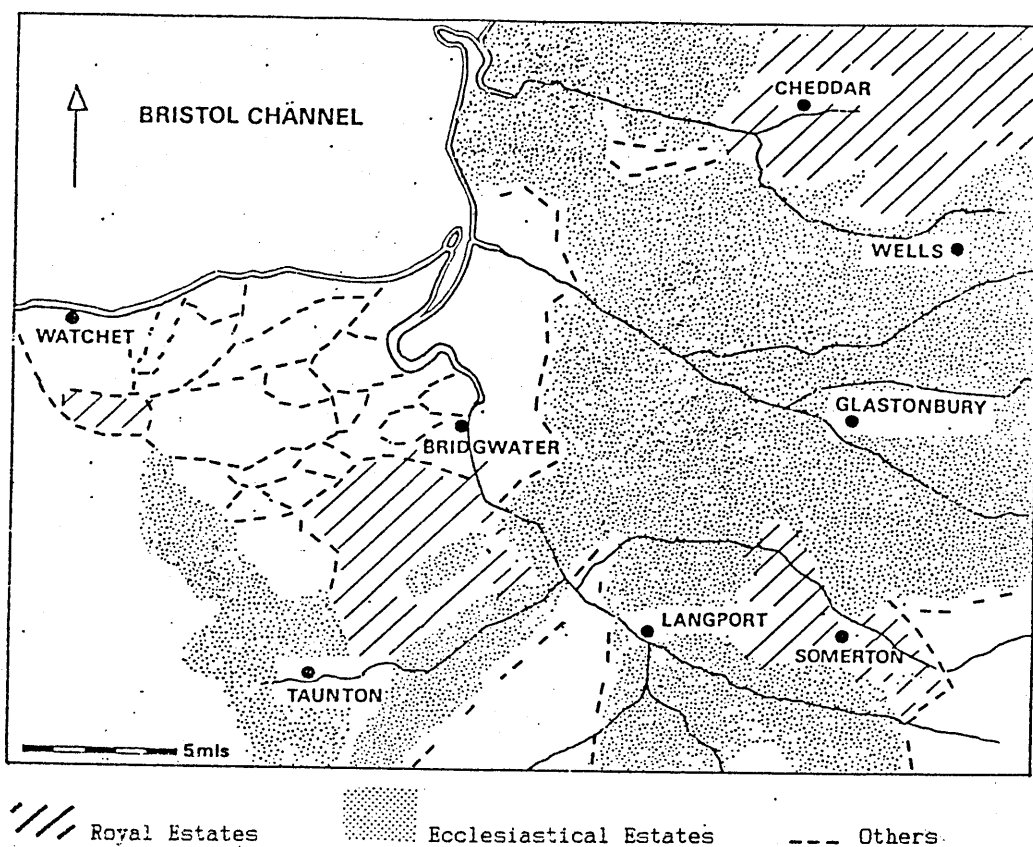 CHEDDAR
BRISTOL CHANNEL
WELLS
WATCHET
GLASTONBURY
BRIDGWATER
LANGPORT
SOMERTON
TAUNTON
5mls
Royal Estates
Ecclesiastical Estates
Others